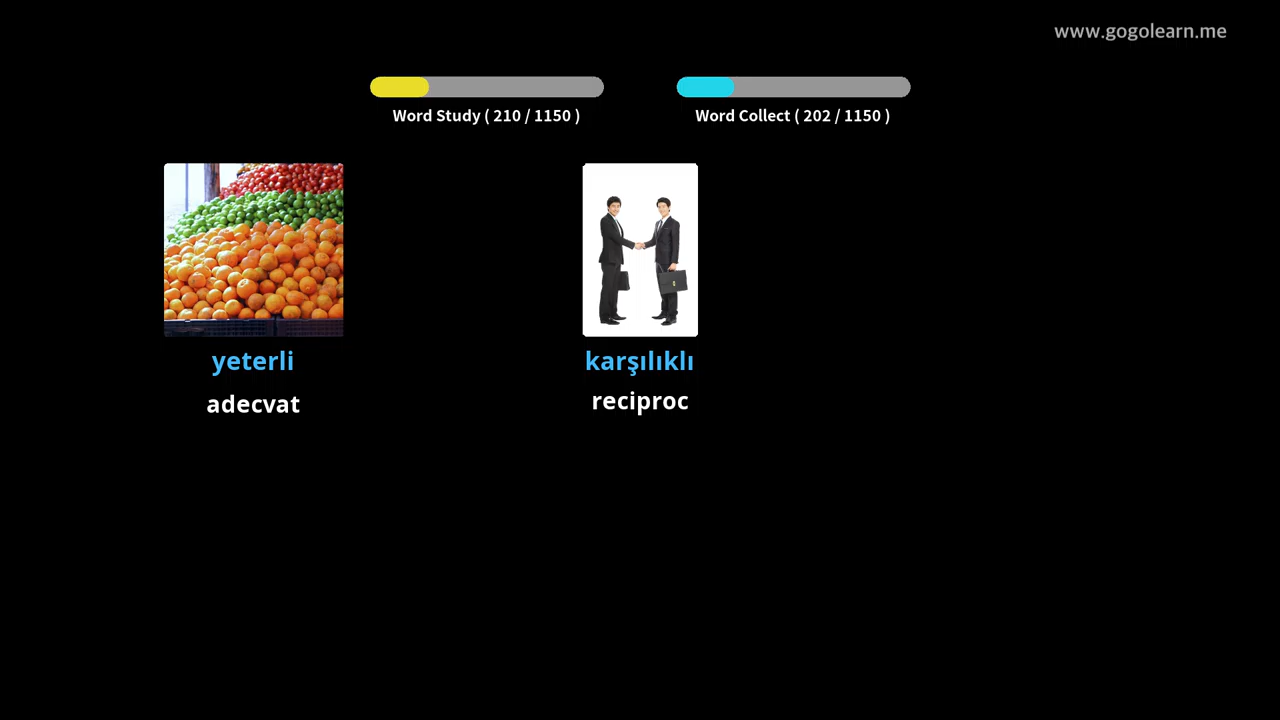 www.gogolearn.me
Word Study ( 210 / 1150 )
Word Collect ( 202 / 1150 )
yeterli
karşılıklı
adecvat
reciproc